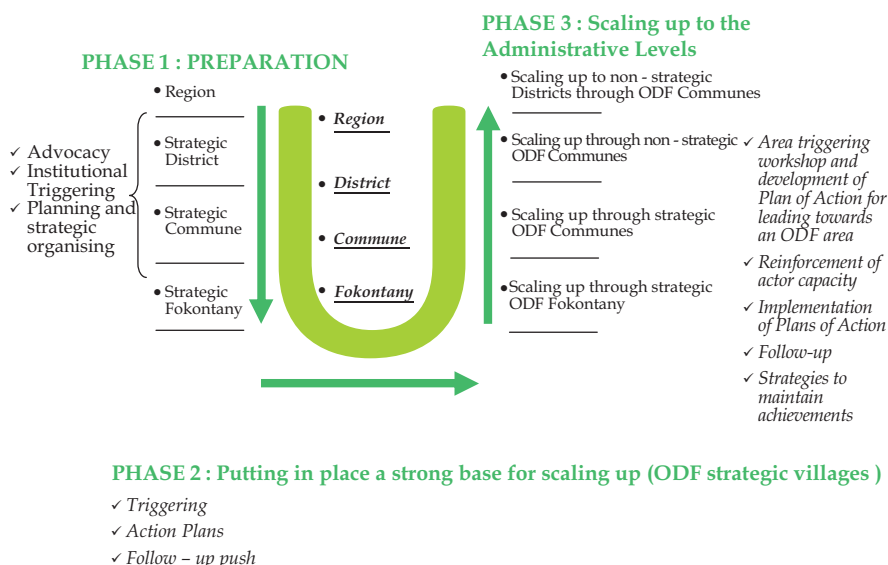 PHASE 1 : PREPARATION
• Region
• Strategic
District
• Strategic
Commune
• Strategic
Fokontany
✓ Advocacy
✓ Institutional
Triggering
✓ Planning and
strategic
organising
• Region
• District
• Commune
• Fokontany
PHASE 3 : Scaling up to the
Administrative Levels
• Scaling up to non - strategic
Districts through ODF Communes
• Scaling up through non - strategic
ODF Communes
• Scaling up through strategic
ODF Communes
• Scaling up through strategic
ODF Fokontany
✓ Area triggering
workshop and
development of
Plan of Action for
leading towards
an ODF area
✓ Reinforcement of
actor capacity
✓ Implementation
of Plans of Action
✓ Follow-up
✓ Strategies to
maintain
achievements
PHASE 2 : Putting in place a strong base for scaling up (ODF strategic villages )
✓ Triggering
✓ Action Plans
✓ Follow – up push